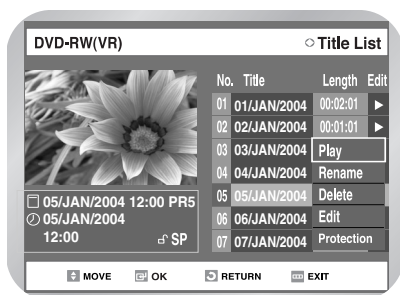 DVD-RW(VR) Title List
No. Title Length Edit
01 01/JAN/2004 00:02:01
02 02/JAN/2004 00:01:01
03 03/JAN/2004 Play
04 04/JAN/2004 Rename
05 05/JAN/2004 Delete
06 06/JAN/2004 Edit
07 07/JAN/2004 Protection
05/JAN/2004 12:00 PR5
05/JAN/2004
12:00 SP
MOVE OK RETURN EXIT